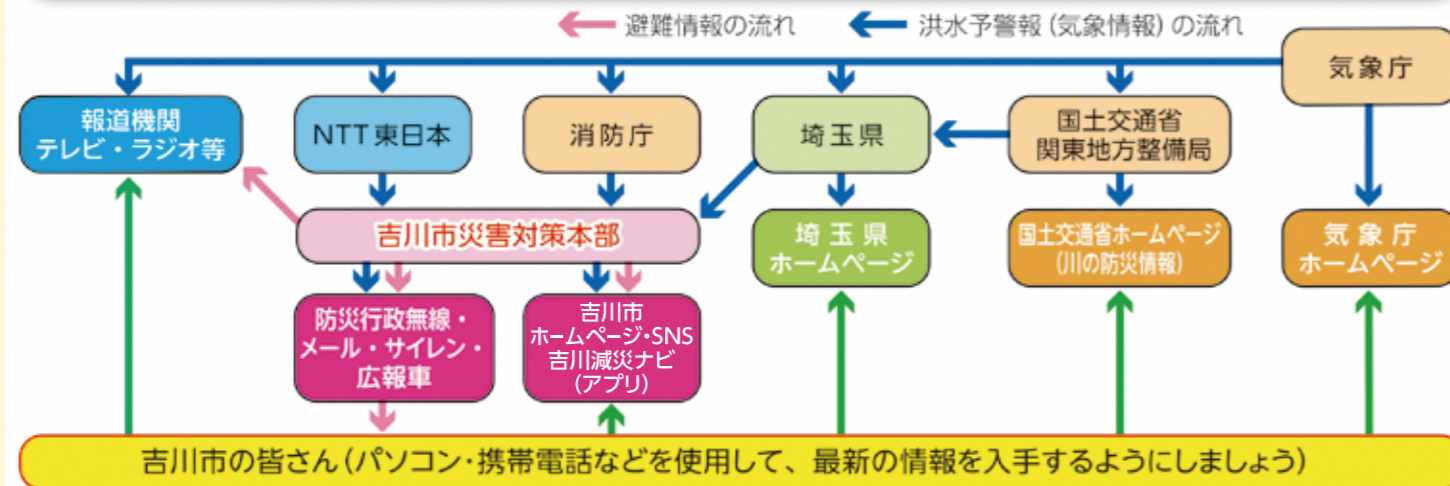 避難情報の流れ
洪水予警報(気象情報)の流れ
気象庁
報道機関
テレビ・ラジオ等
NTT東日本
消防庁
埼玉県
国土交通省
関東地方整備局
吉川市災害対策本部
埼玉県
ホームページ
国土交通省ホームページ
(川の防災情報)
気象庁
ホームページ
防災行政無線・
メール・サイレン・
広報車
吉川市
ホームページ・SNS
吉川減災ナビ
(アプリ)
吉川市の皆さん(パソコン・携帯電話などを使用して、最新の情報を入手するようにしましょう)